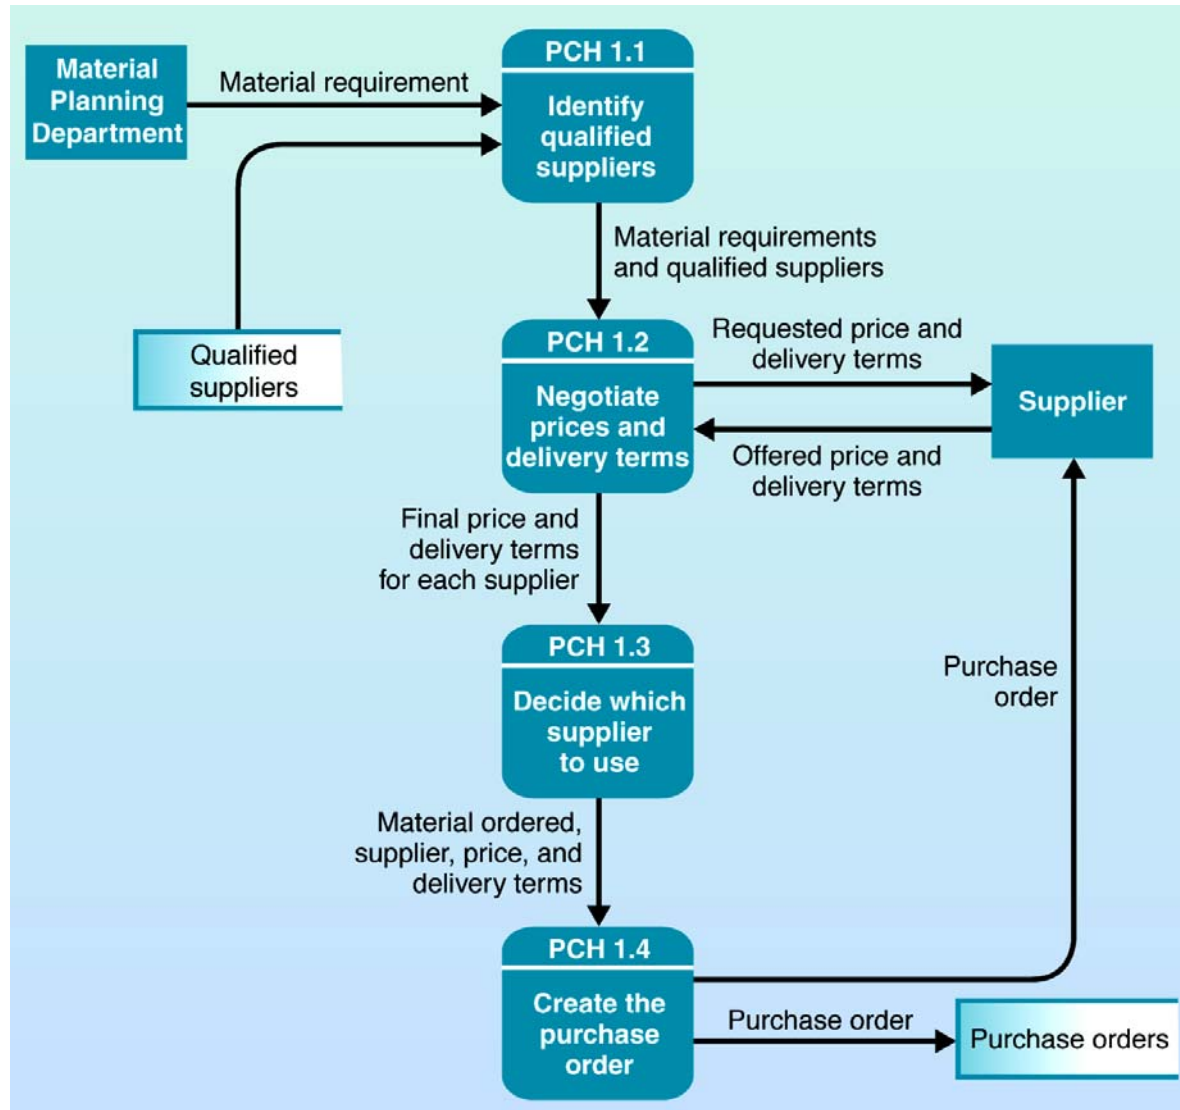 Material
Planning
Department
Material requirement
PCH 1.1
Identify
qualified
suppliers
Material requirements
and qualified suppliers
Qualified
suppliers
PCH 1.2
Negotiate
prices and
delivery terms
Requested price and
delivery terms
Supplier
Offered price and
delivery terms
Final price and
delivery terms
for each supplier
PCH 1.3
Decide which
supplier
to use
Purchase
order
Material ordered,
supplier, price, and
delivery terms
PCH 1.4
Create the
purchase
order
Purchase order
Purchase orders